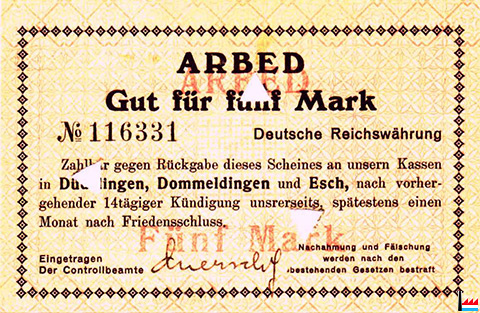 ARBED
ARBED
Gut für fünf Mark
№ 116331 Deutsche Reichswährung
Zahlbar gegen Rückgabe dieses Scheines an unsern Kassen
in Düdelingen, Dommeldingen und Esch, nach vorher-
gehender 14tägiger Kündigung unsrerseits, spätestens einen
Monat nach Friedensschluss.
Fünf Mark
Eingetragen
Der Controllbeamte
Nachahmung und Fälschung
werden nach den
bestehenden Gesetzen bestraft